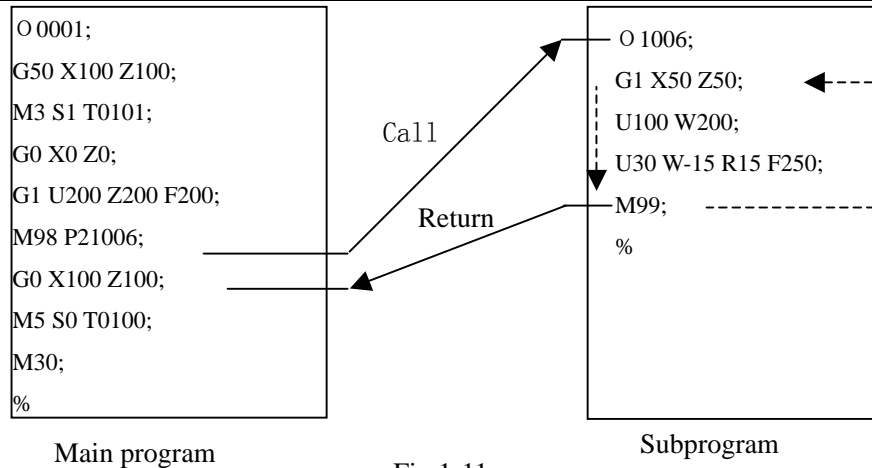 O 0001;
G50 X100 Z100;
M3 S1 T0101;
G0 X0 Z0;
G1 U200 Z200 F200;
M98 P21006;
G0 X100 Z100;
M5 S0 T0100;
M30;
%
Main program
Call
Return
O 1006;
G1 X50 Z50;
U100 W200;
U30 W-15 R15 F250;
M99;
%
Subprogram